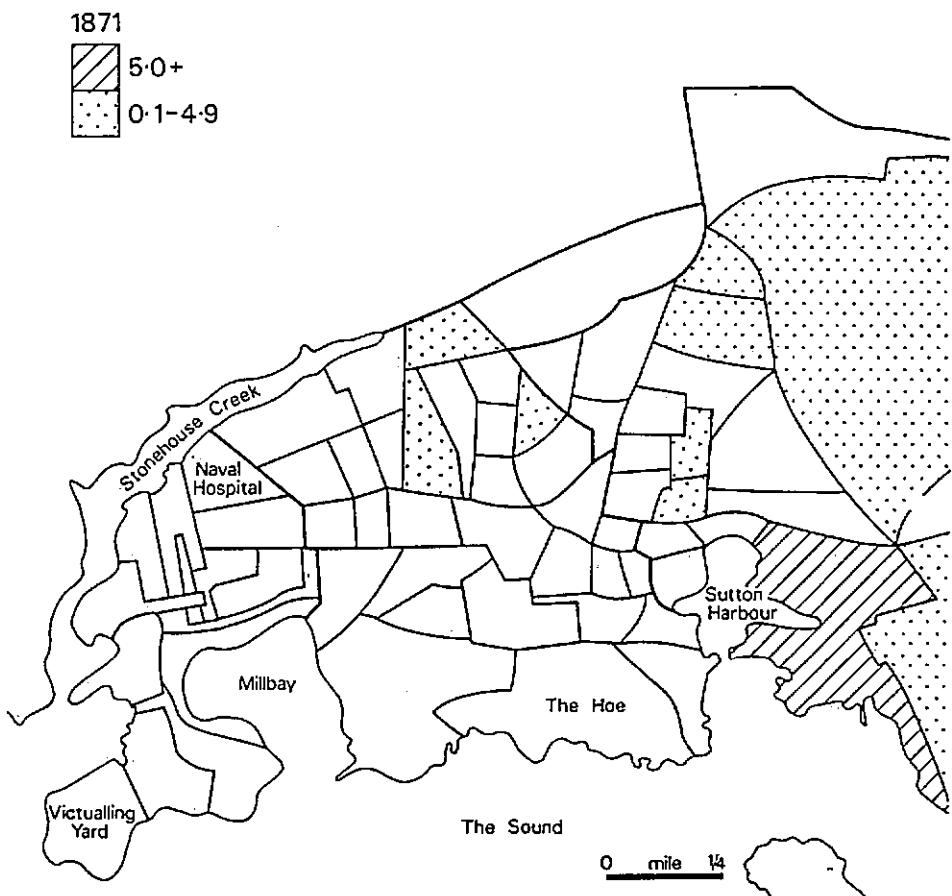 1871
5·0+
0·1-4·9
Stonehouse Creek
Naval
Hospital
Sutton
Harbour
Millbay
The Hoe
Victualling
Yard
The Sound
0 mile 1/4